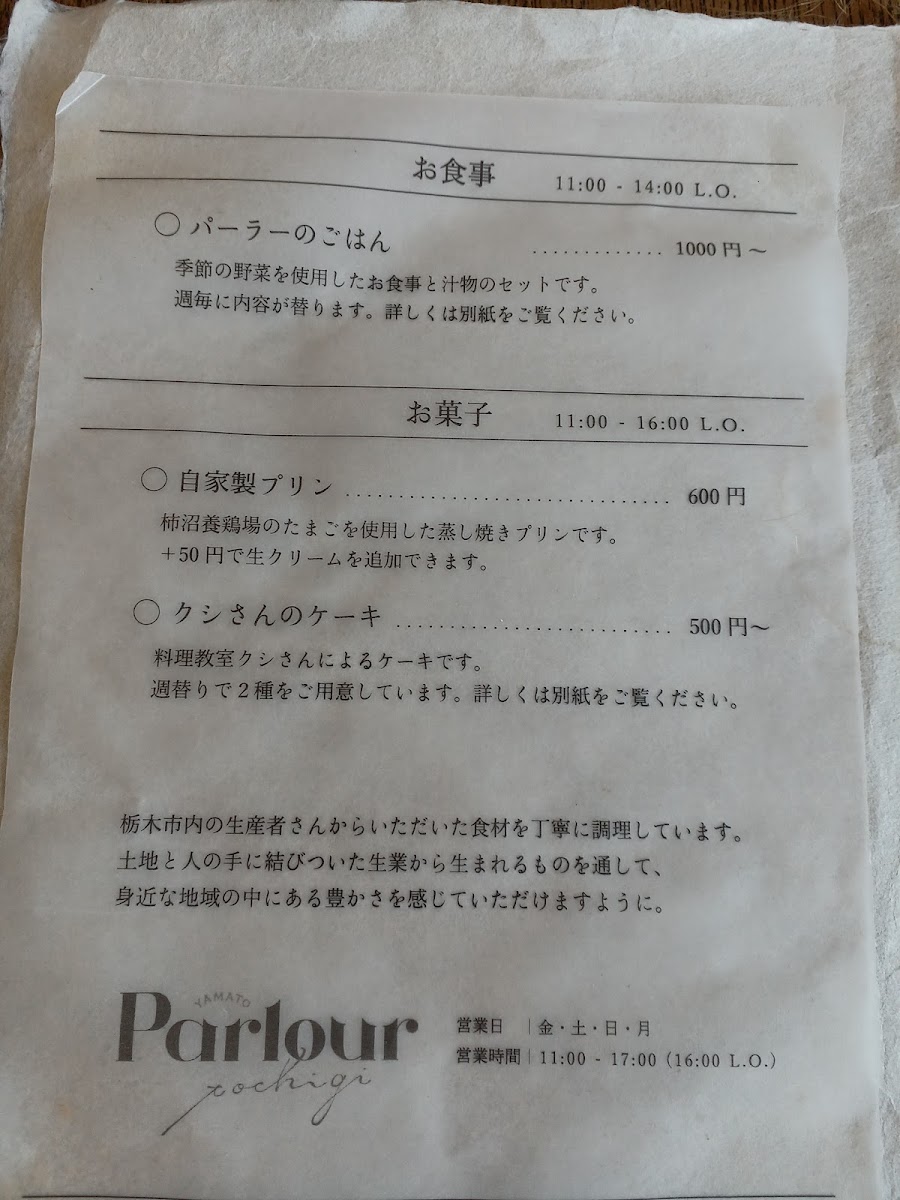 お食事 11:00 - 14:00 L.O.
○ パーラーのごはん ............. 1000 円～
季節の野菜を使用したお食事と汁物のセットです。
週毎に内容が替ります。詳しくは別紙をご覧ください。
お菓子 11:00 - 16:00 L.O.
○ 自家製プリン ............................... 600 円
柿沼養鶏場のたまごを使用した蒸し焼きプリンです。
＋50 円で生クリームを追加できます。
○ クシさんのケーキ .......................... 500 円～
料理教室クシさんによるケーキです。
週替りで２種をご用意しています。詳しくは別紙をご覧ください。
栃木市内の生産者さんからいただいた食材を丁寧に調理しています。
土地と人の手に結びついた生業から生まれるものを通して、
身近な地域の中にある豊かさを感じていただけますように。
YAMATO
Parlour
tochigi
営業日 | 金・土・日・月
営業時間 | 11:00 - 17:00（16:00 L.O.）